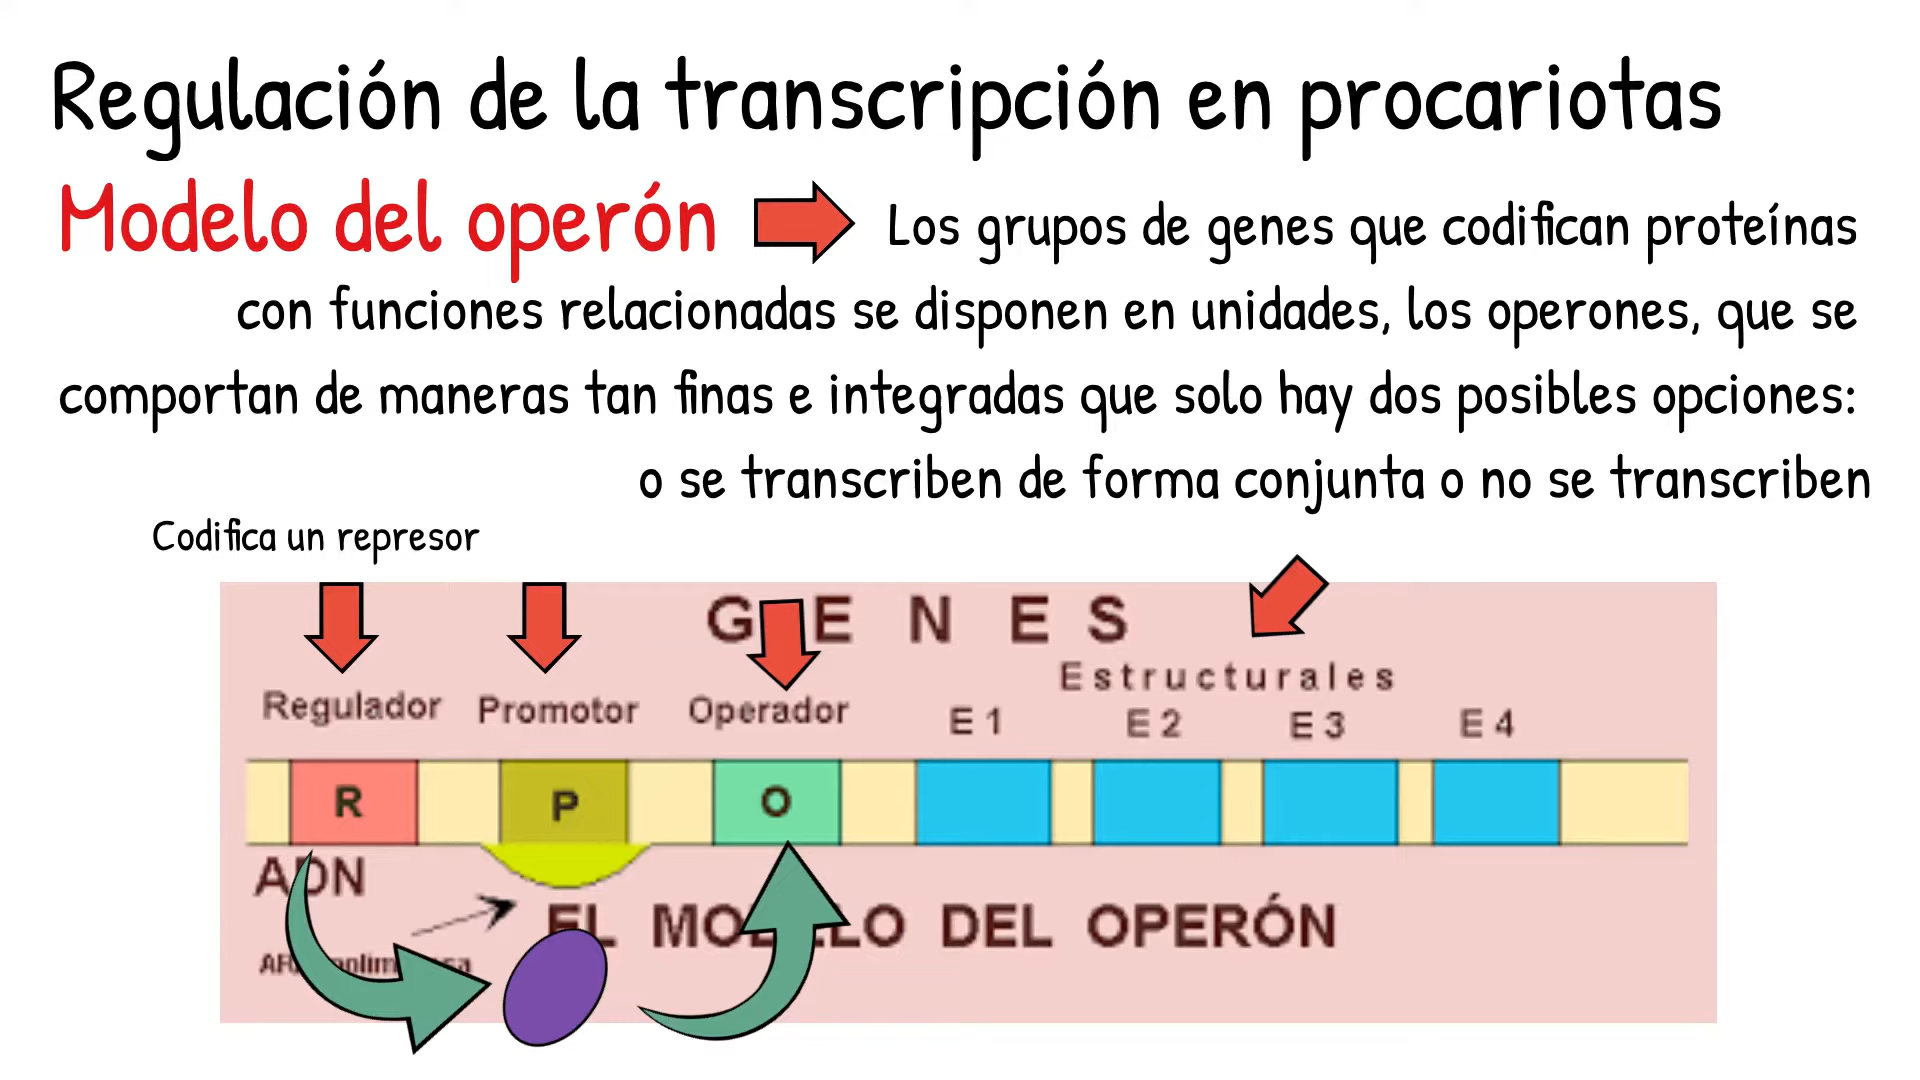 Regulación de la transcripción en procariotas
Modelo del operón
Los grupos de genes que codifican proteínas
con funciones relacionadas se disponen en unidades, los operones, que se
comportan de maneras tan finas e integradas que solo hay dos posibles opciones:
o se transcriben de forma conjunta o no se transcriben
Codifica un represor
G E N E S
Estructurales
Regulador Promotor Operador E 1 E 2 E 3 E 4
R P O
ADN
EL MODELO DEL OPERÓN